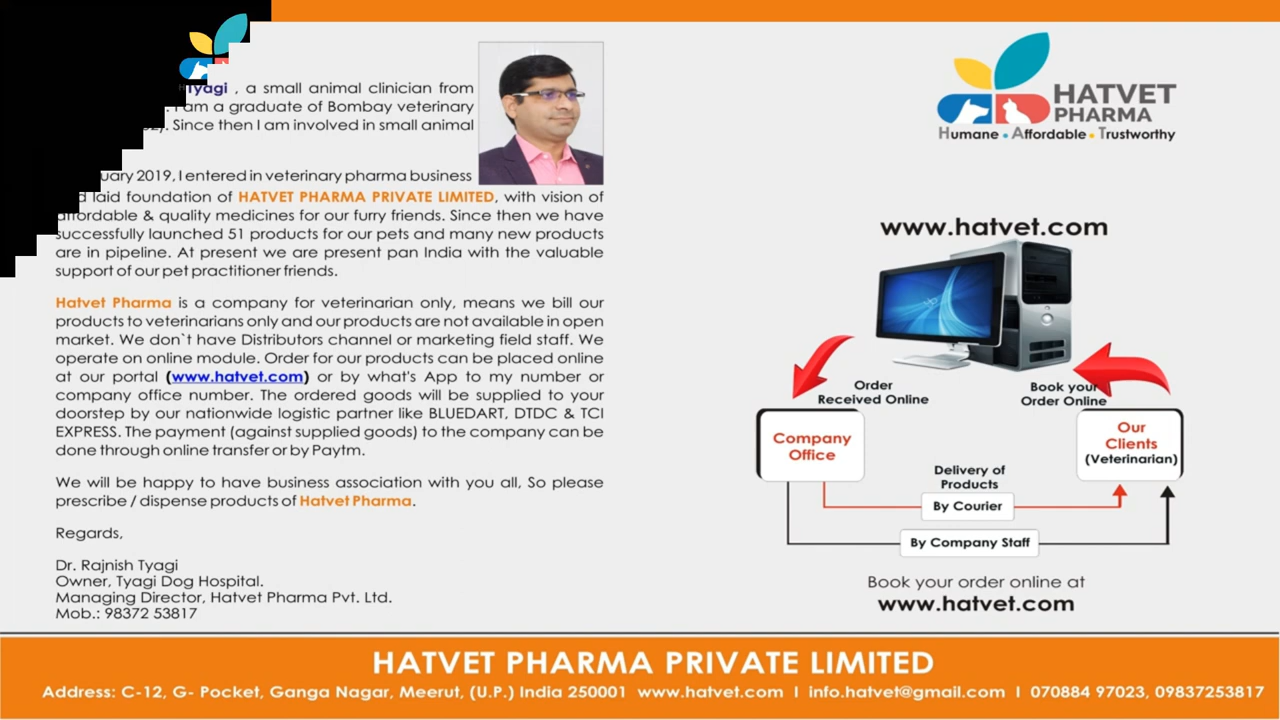 Tyagi , a small animal clinician from
I am a graduate of Bombay veterinary
Since then I am involved in small animal
2019, I entered in veterinary pharma business
laid foundation of HATVET PHARMA PRIVATE LIMITED, with vision of
affordable & quality medicines for our furry friends. Since then we have
successfully launched 51 products for our pets and many new products
are in pipeline. At present we are present pan India with the valuable
support of our pet practitioner friends.
Hatvet Pharma is a company for veterinarian only, means we bill our
products to veterinarians only and our products are not available in open
market. We don`t have Distributors channel or marketing field staff. We
operate on online module. Order for our products can be placed online
at our portal (www.hatvet.com) or by what's App to my number or
company office number. The ordered goods will be supplied to your
doorstep by our nationwide logistic partner like BLUEDART, DTDC & TCI
EXPRESS. The payment (against supplied goods) to the company can be
done through online transfer or by Paytm.
We will be happy to have business association with you all, So please
prescribe / dispense products of Hatvet Pharma.
Regards,
Dr. Rajnish Tyagi
Owner, Tyagi Dog Hospital.
Managing Director, Hatvet Pharma Pvt. Ltd.
Mob.: 98372 53817
HATVET
PHARMA
Humane • Affordable • Trustworthy
www.hatvet.com
Order
Received Online
Book your
Order Online
Company
Office
Our
Clients
(Veterinarian)
Delivery of
Products
By Courier
By Company Staff
Book your order online at
www.hatvet.com
HATVET PHARMA PRIVATE LIMITED
Address: C-12, G- Pocket, Ganga Nagar, Meerut, (U.P.) India 250001 www.hatvet.com I info.hatvet@gmail.com I 070884 97023, 09837253817